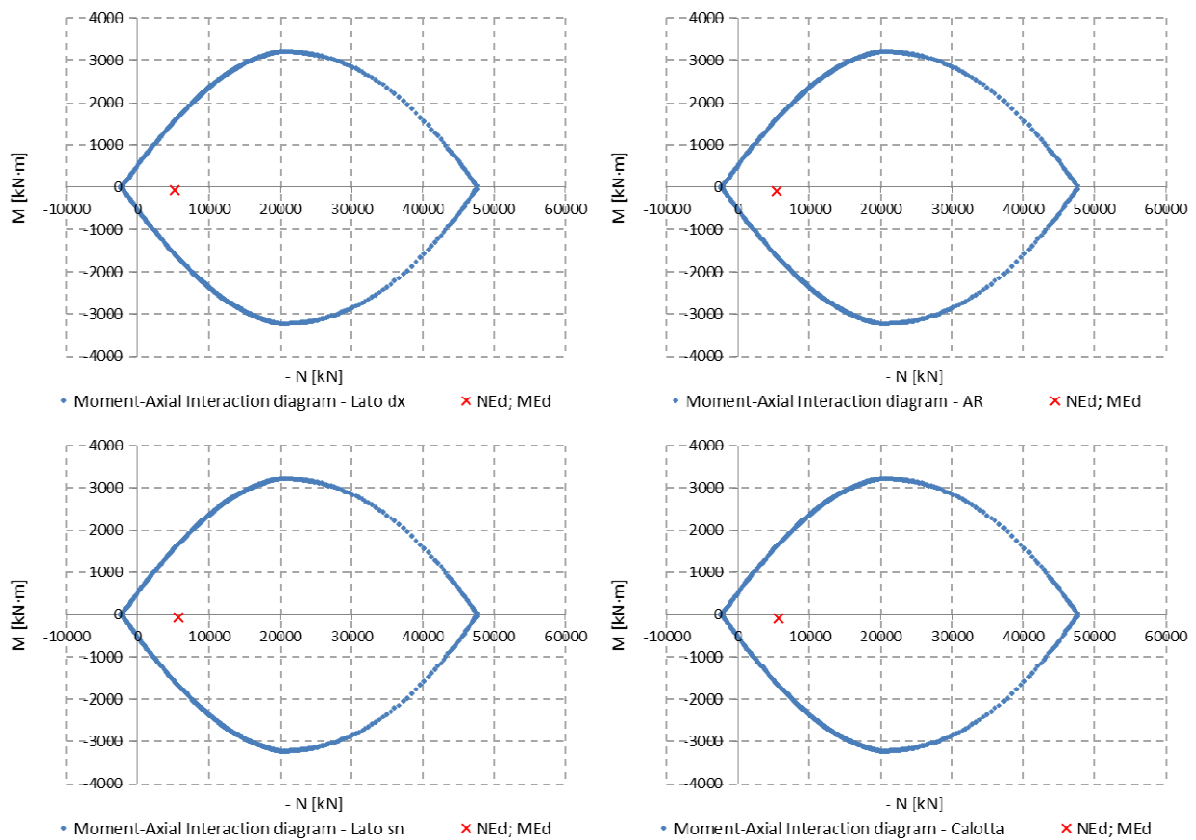 4000
3000
2000
1000
0
-1000
-2000
-3000
-4000
M [kN·m]
-10000 0 10000 20000 30000 40000 50000 60000
- N [kN]
Moment-Axial Interaction diagram - Lato dx × NEd; MEd
4000
3000
2000
1000
0
-1000
-2000
-3000
-4000
M [kN·m]
-10000 0 10000 20000 30000 40000 50000 60000
- N [kN]
Moment-Axial Interaction diagram - AR × NEd; MEd
4000
3000
2000
1000
0
-1000
-2000
-3000
-4000
M [kN·m]
-10000 0 10000 20000 30000 40000 50000 60000
- N [kN]
Moment-Axial Interaction diagram - Lato sn × NEd; MEd
4000
3000
2000
1000
0
-1000
-2000
-3000
-4000
M [kN·m]
-10000 0 10000 20000 30000 40000 50000 60000
- N [kN]
Moment-Axial Interaction diagram - Calotta × NEd; MEd